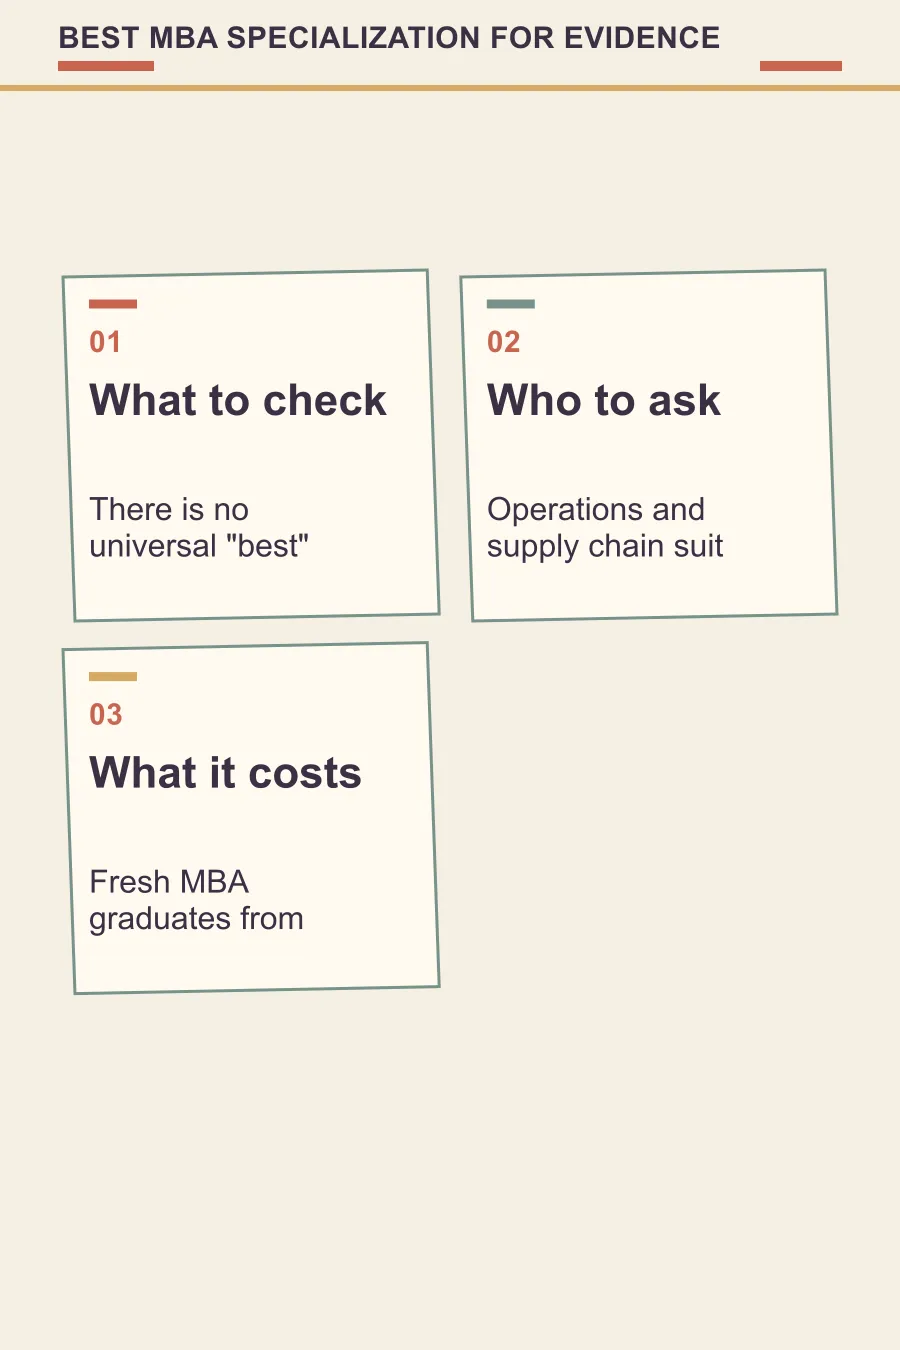 BEST MBA SPECIALIZATION FOR EVIDENCE
01
What to check
There is no
universal "best"
02
Who to ask
Operations and
supply chain suit
03
What it costs
Fresh MBA
graduates from